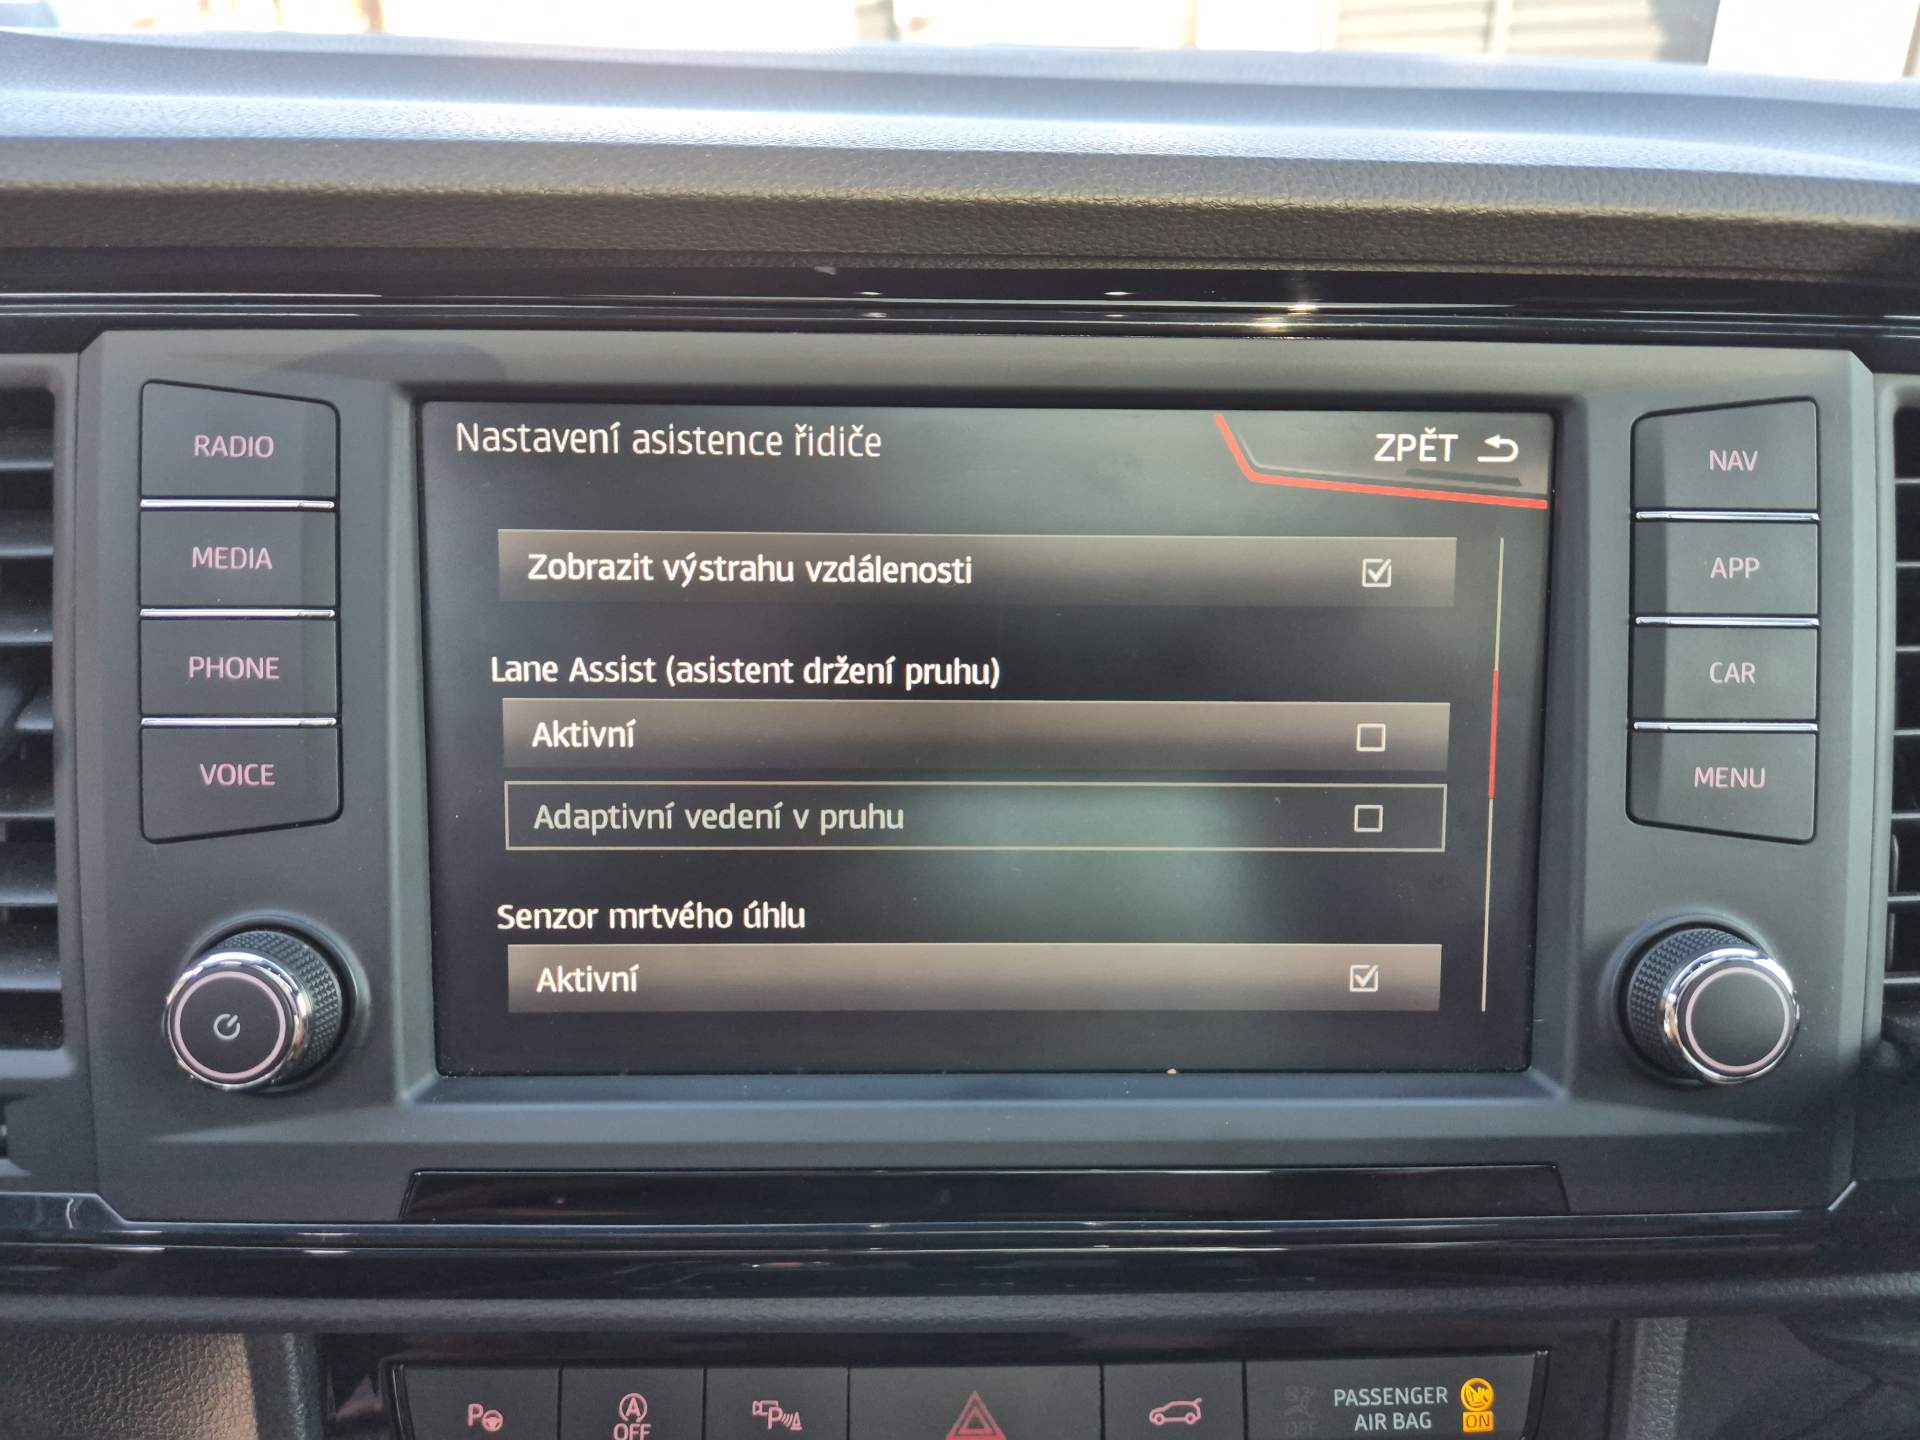 Nastavení asistence řidiče
ZPĚT
Zobrazit výstrahu vzdálenosti
Lane Assist (asistent držení pruhu)
Aktivní
Adaptivní vedení v pruhu
Senzor mrtvého úhlu
Aktivní
RADIO
MEDIA
PHONE
VOICE
NAV
APP
CAR
MENU
P
A
OFF
P
OFF
PASSENGER
AIR BAG
ON